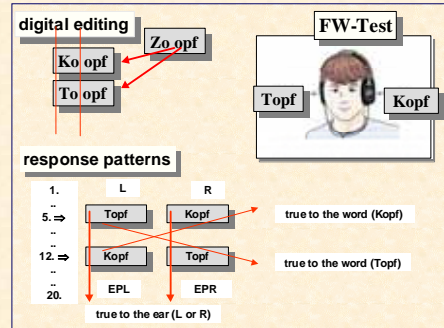 digital editing
Zo opf
Ko opf
To opf
FW-Test
Topf
Kopf
response patterns
1. L R
..
5. ⇒ Topf Kopf true to the word (Kopf)
..
..
12. ⇒ Kopf Topf true to the word (Topf)
..
..
20. EPL EPR
true to the ear (L or R)